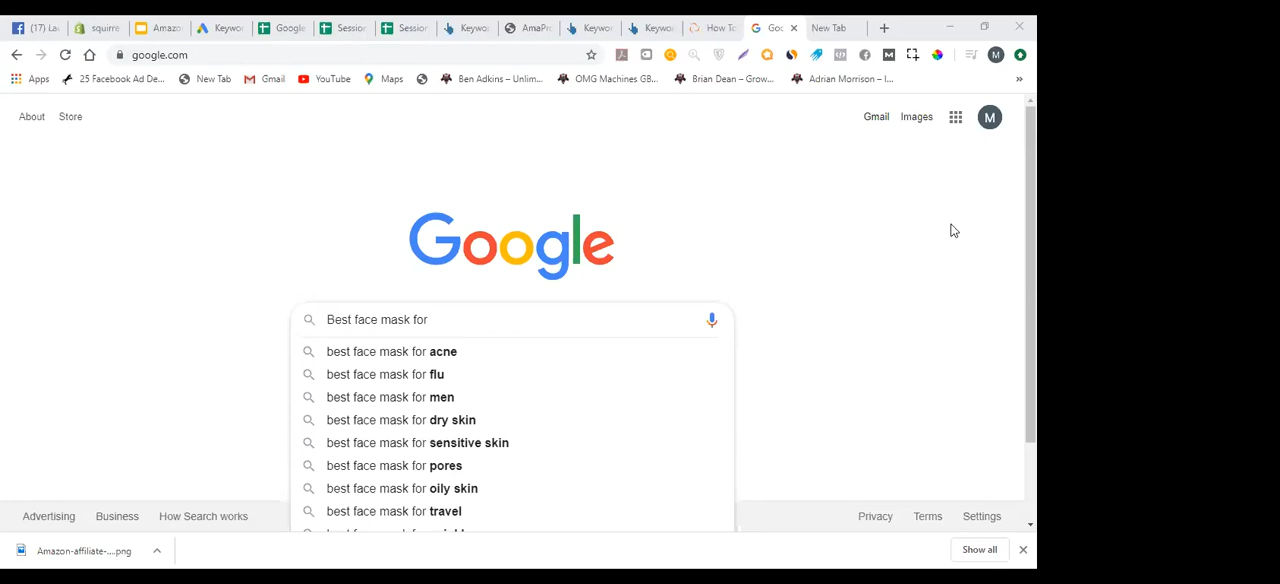 (17) La squirre Amazo Keywo Google Session Session Keywo AmaPro Keywo Keywo How To Goo New Tab
google.com
Apps 25 Facebook Ad De... New Tab Gmail YouTube Maps Ben Adkins – Unlim... OMG Machines GB... Brian Dean – Grow... Adrian Morrison – I... »
About Store Gmail Images M
Google
Best face mask for
best face mask for acne
best face mask for flu
best face mask for men
best face mask for dry skin
best face mask for sensitive skin
best face mask for pores
best face mask for oily skin
best face mask for travel
Advertising Business How Search works Privacy Terms Settings
Amazon-affiliate-....png Show all